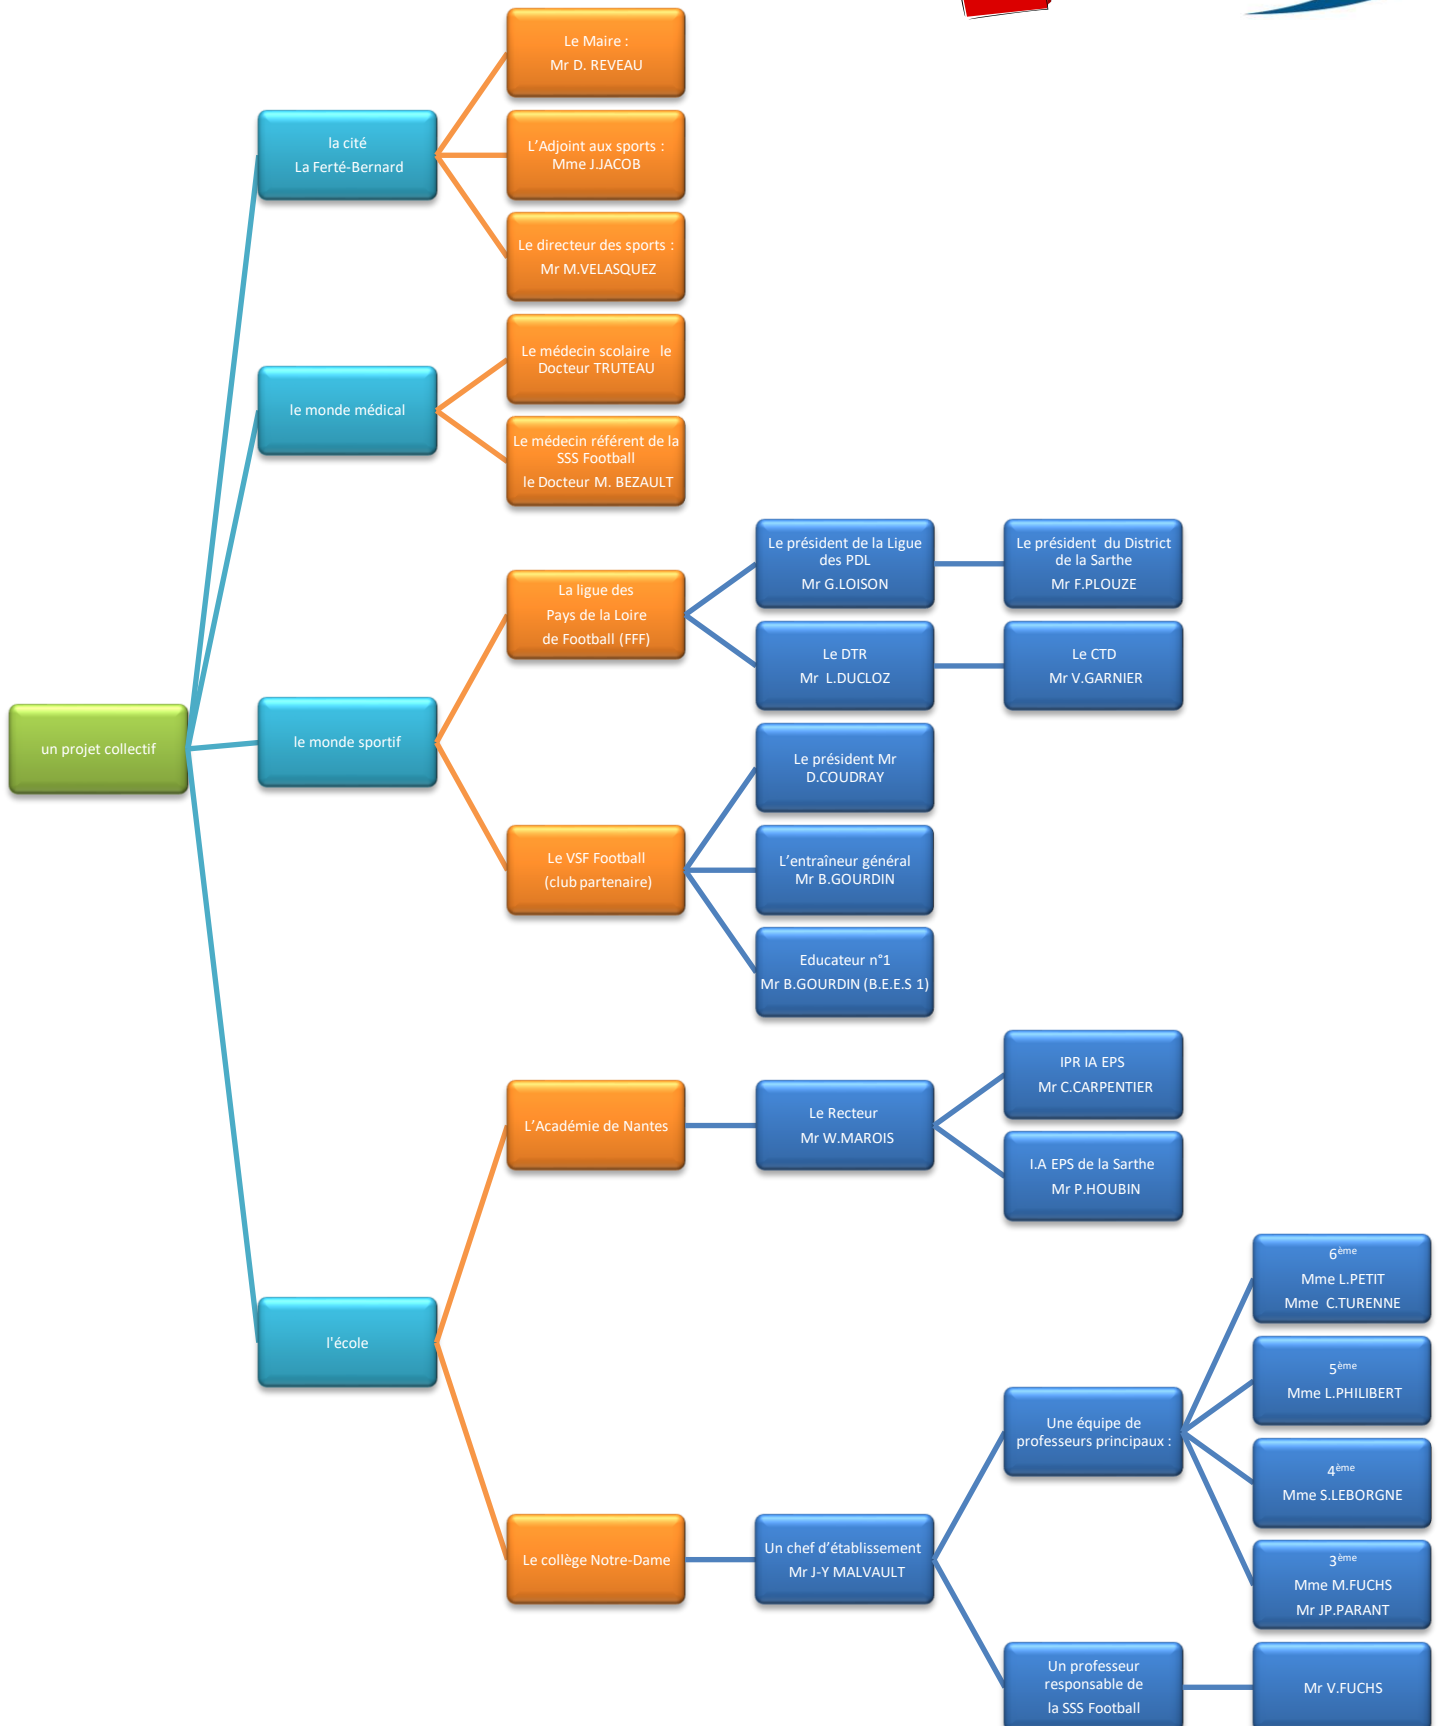 un projet collectif
la cité
La Ferté-Bernard
Le Maire :
Mr D. REVEAU
L'Adjoint aux sports :
Mme J.JACOB
Le directeur des sports :
Mr M.VELASQUEZ
le monde médical
Le médecin scolaire le
Docteur TRUTEAU
Le médecin référent de la
SSS Football
le Docteur M. BEZAULT
le monde sportif
La ligue des
Pays de la Loire
de Football (FFF)
Le président de la Ligue
des PDL
Mr G.LOISON
Le président du District
de la Sarthe
Mr F.PLOUZE
Le DTR
Mr L.DUCLOZ
Le CTD
Mr V.GARNIER
Le VSF Football
(club partenaire)
Le président Mr
D.COUDRAY
L'entraîneur général
Mr B.GOURDIN
Educateur n°1
Mr B.GOURDIN (B.E.E.S 1)
l'école
L'Académie de Nantes
Le Recteur
Mr W.MAROIS
IPR IA EPS
Mr C.CARPENTIER
I.A EPS de la Sarthe
Mr P.HOUBIN
Le collège Notre-Dame
Un chef d'établissement
Mr J-Y MALVAULT
Une équipe de
professeurs principaux :
6ème
Mme L.PETIT
Mme C.TURENNE
5ème
Mme L.PHILIBERT
4ème
Mme S.LEBORGNE
3ème
Mme M.FUCHS
Mr JP.PARANT
Un professeur
responsable de
la SSS Football
Mr V.FUCHS